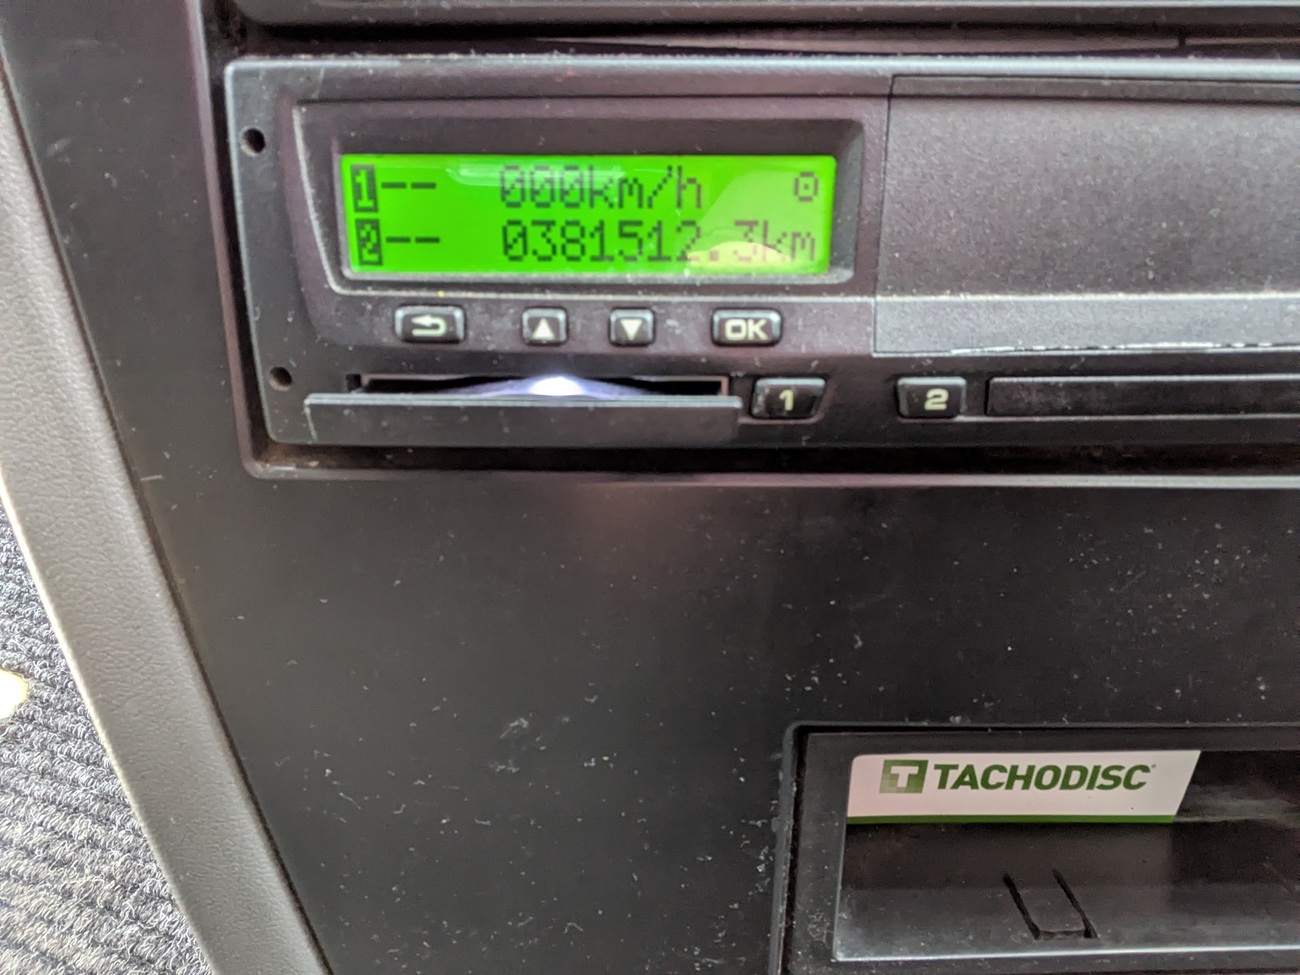 1-- 000km/h
2-- 0381512.3km
OK
1
2
T TACHODISC